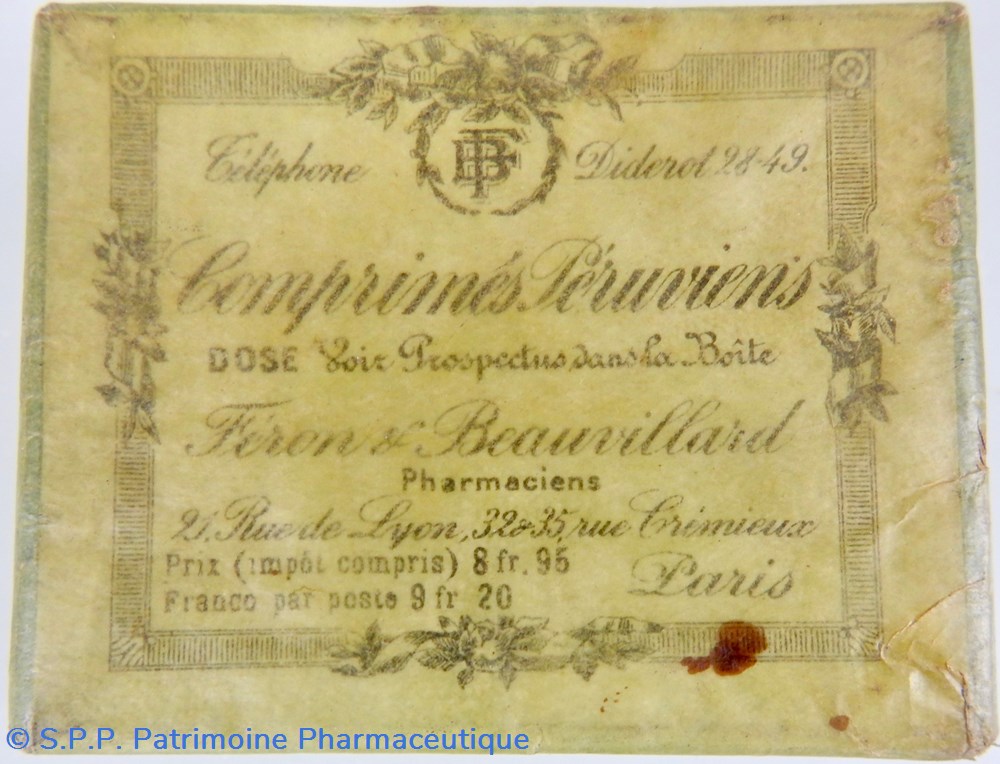 Téléphone Diderot 28-49.
Comprimés Péruviens
DOSE Voir Prospectus dans la Boîte
Féron & Beauvillard
Pharmaciens
21, Rue de Lyon, 32 & 35, rue Crémieux
Prix (impôt compris) 8 fr. 95
Paris
Franco par poste 9 fr 20
© S.P.P. Patrimoine Pharmaceutique